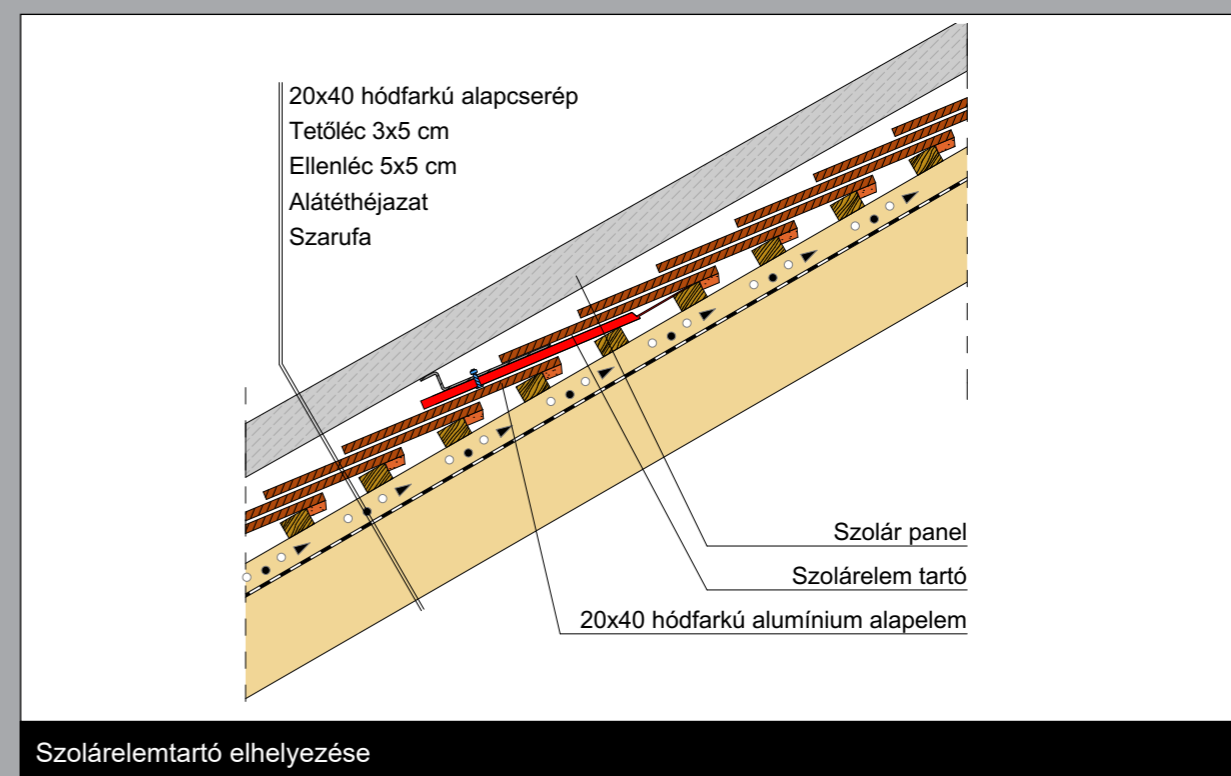 20x40 hódfarkú alapcserép
Tetőléc 3x5 cm
Ellenléc 5x5 cm
Alátéthéjazat
Szarufa
Szolár panel
Szolárelem tartó
20x40 hódfarkú alumínium alapelem
Szolárelemtartó elhelyezése